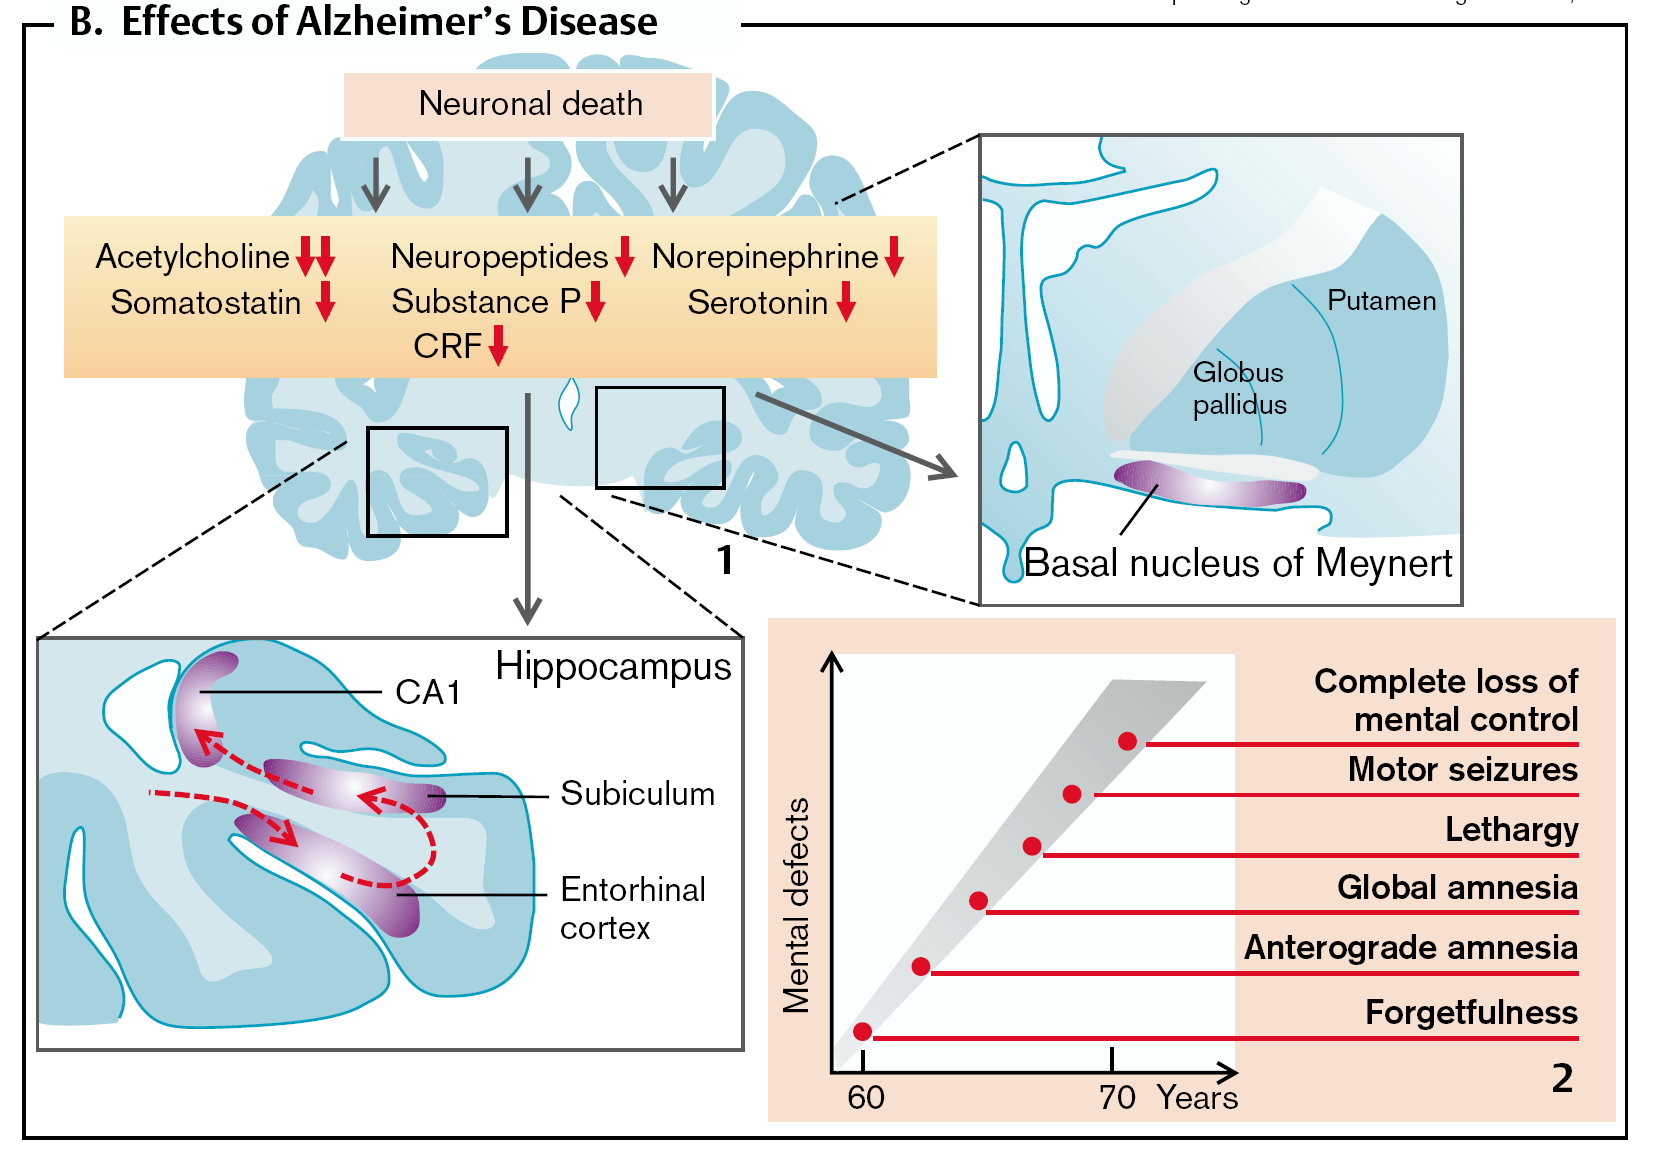 B. Effects of Alzheimer's Disease
Neuronal death
Acetylcholine Neuropeptides Norepinephrine
Somatostatin Substance P Serotonin
CRF
Putamen
Globus
pallidus
Basal nucleus of Meynert
1
Hippocampus
CA1
Subiculum
Entorhinal
cortex
Complete loss of
mental control
Motor seizures
Lethargy
Global amnesia
Anterograde amnesia
Forgetfulness
Mental defects
60 70 Years
2